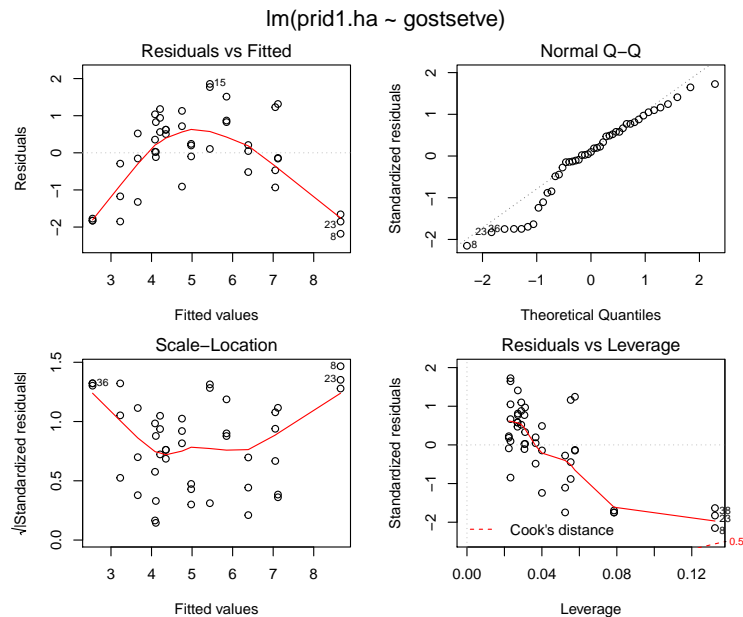 lm(prid1.ha ~ gostsetve)
Residuals vs Fitted
Residuals
2
1
0
−1
−2
15
23
8
3 4 5 6 7 8
Fitted values
Normal Q−Q
Standardized residuals
2
1
0
−1
−2
23 36
8
−2 −1 0 1 2
Theoretical Quantiles
Scale−Location
√|Standardized residuals|
1.5
1.0
0.5
0.0
8
23
36
3 4 5 6 7 8
Fitted values
Residuals vs Leverage
Standardized residuals
2
1
0
−1
−2
38
23
8
Cook's distance
0.5
0.00 0.04 0.08 0.12
Leverage